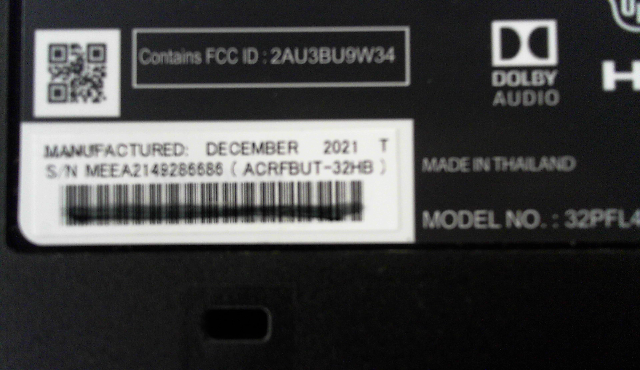 Contains FCC ID : 2AU3BU9W34
DOLBY
AUDIO
MANUFACTURED: DECEMBER 2021 T
S/N MEEA2149286686 ( ACRFBUT-32HB )
MADE IN THAILAND
MODEL NO. : 32PFL4